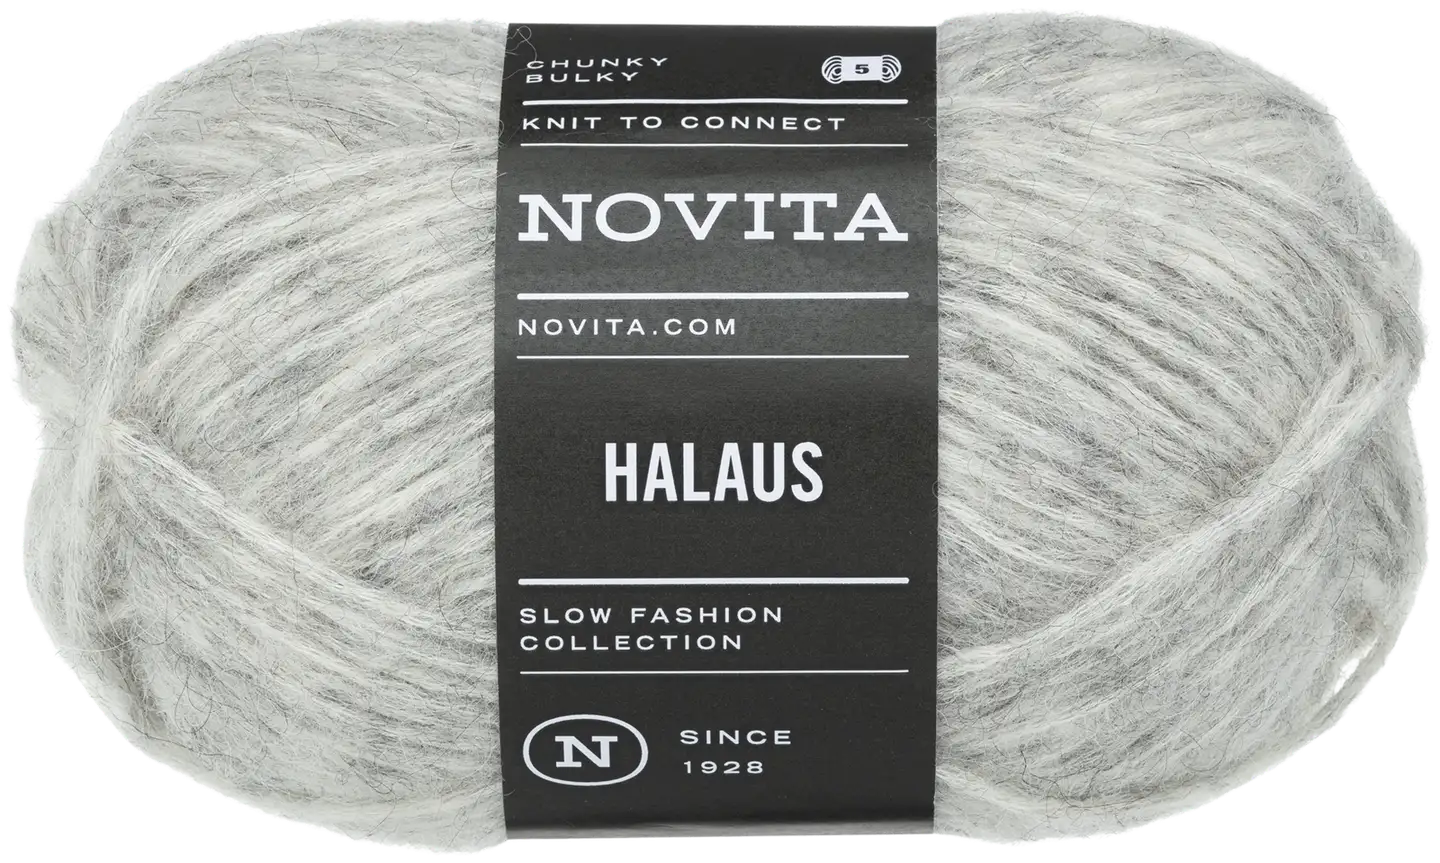 CHUNKY
BULKY
5
KNIT TO CONNECT
NOVITA
NOVITA.COM
HALAUS
SLOW FASHION
COLLECTION
N
SINCE
1928